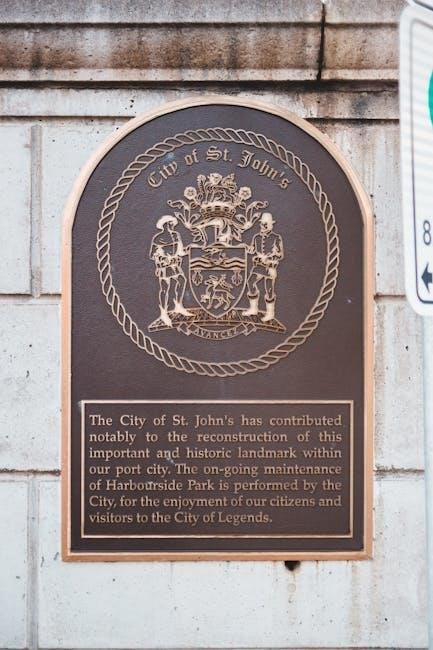 City of St. John's
AVANCEZ
The City of St. John's has contributed
notably to the reconstruction of this
important and historic landmark within
our port city. The on-going maintenance
of Harbourside Park is performed by the
City, for the enjoyment of our citizens and
visitors to the City of Legends.
8